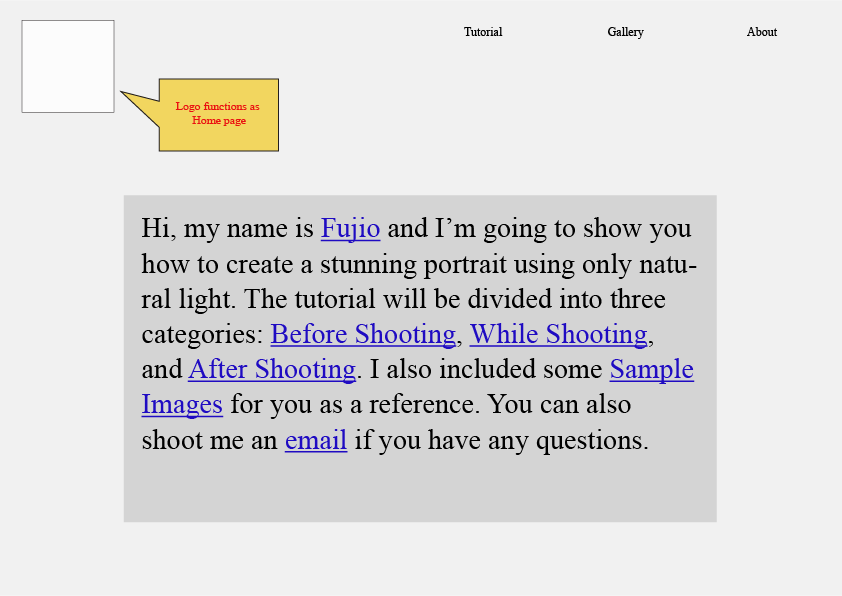 Tutorial Gallery About
Logo functions as
Home page
Hi, my name is Fujio and I’m going to show you
how to create a stunning portrait using only natu-
ral light. The tutorial will be divided into three
categories: Before Shooting, While Shooting,
and After Shooting. I also included some Sample
Images for you as a reference. You can also
shoot me an email if you have any questions.